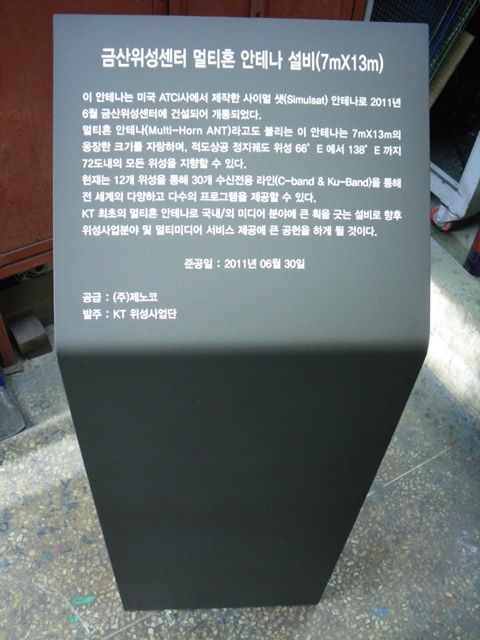 금산위성센터 멀티혼 안테나 설비(7mX13m)
이 안테나는 미국 ATCi사에서 제작한 사이멀 샛(Simulsat) 안테나로 2011년
6월 금산위성센터에 건설되어 개통되었다.
멀티혼 안테나(Multi-Horn ANT)라고도 불리는 이 안테나는 7mX13m의
웅장한 크기를 자랑하며, 적도상공 정지궤도 위성 66˚ E 에서 138˚ E 까지
72도내의 모든 위성을 지향할 수 있다.
현재는 12개 위성을 통해 30개 수신전용 라인(C-band & Ku-Band)을 통해
전 세계의 다양하고 다수의 프로그램을 제공할 수 있다.
KT 최초의 멀티혼 안테나로 국내/외 미디어 분야에 큰 획을 긋는 설비로 향후
위성사업분야 및 멀티미디어 서비스 제공에 큰 공헌을 하게 될 것이다.
준공일 : 2011년 06월 30일
공급 : (주)제노코
발주 : KT 위성사업단